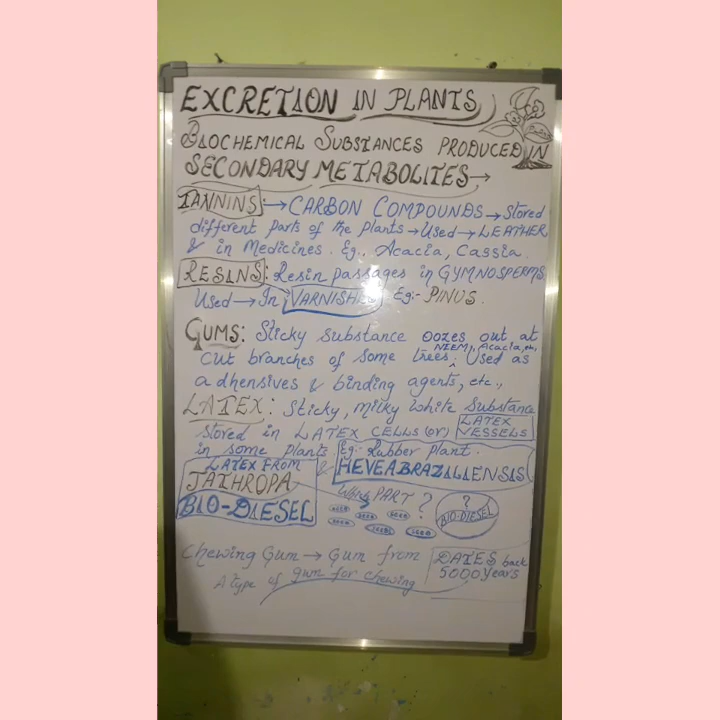 EXCRETION IN PLANTS
BIOCHEMICAL SUBSTANCES PRODUCED IN
SECONDARY METABOLITES→
TANNINS:→CARBON COMPOUNDS→Stored
different parts of the plants→Used→LEATHER
& in Medicines. Eg:. Acacia, Cassia.
RESINS: Resin passages in GYMNOSPERMS
Used→In VARNISHES Eg:- PINUS.
GUMS: Sticky substance oozes out at
NEEM, Acacia, etc,
cut branches of some trees. Used as
adhensives & binding agents, etc.,
LATEX: Sticky, Milky white Substance
Stored in LATEX CELLS (or) LATEX VESSELS
in some plants. Eg:- Rubber plant.
LATEX FROM & HEVEABRAZILIENSIS
JATHROPA
Which PART ?
BIO-DIESEL
?
BIO-DIESEL
Chewing Gum → Gum from
A type of gum for chewing
DATES back
5000 Years